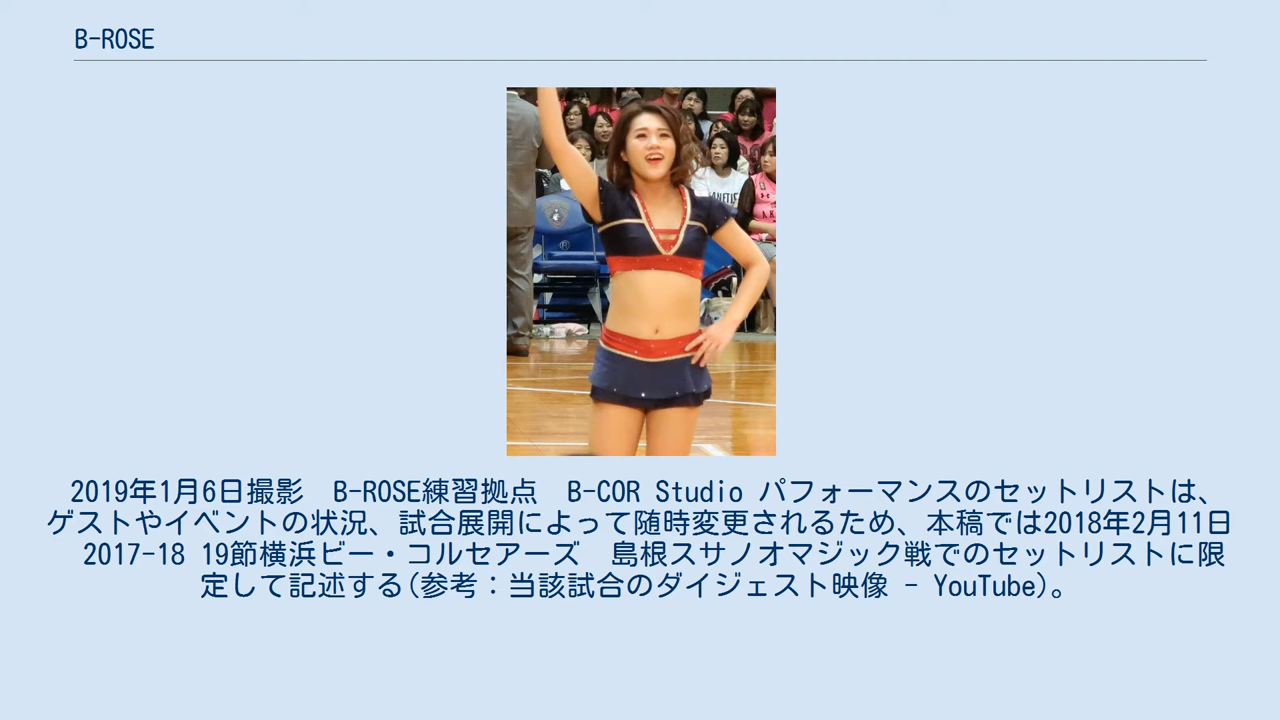 B-ROSE
2019年1月6日撮影　B-ROSE練習拠点　B-COR Studio パフォーマンスのセットリストは、
ゲストやイベントの状況、試合展開によって随時変更されるため、本稿では2018年2月11日
2017-18 19節横浜ビー・コルセアーズ　島根スサノオマジック戦でのセットリストに限
定して記述する(参考：当該試合のダイジェスト映像 - YouTube)。